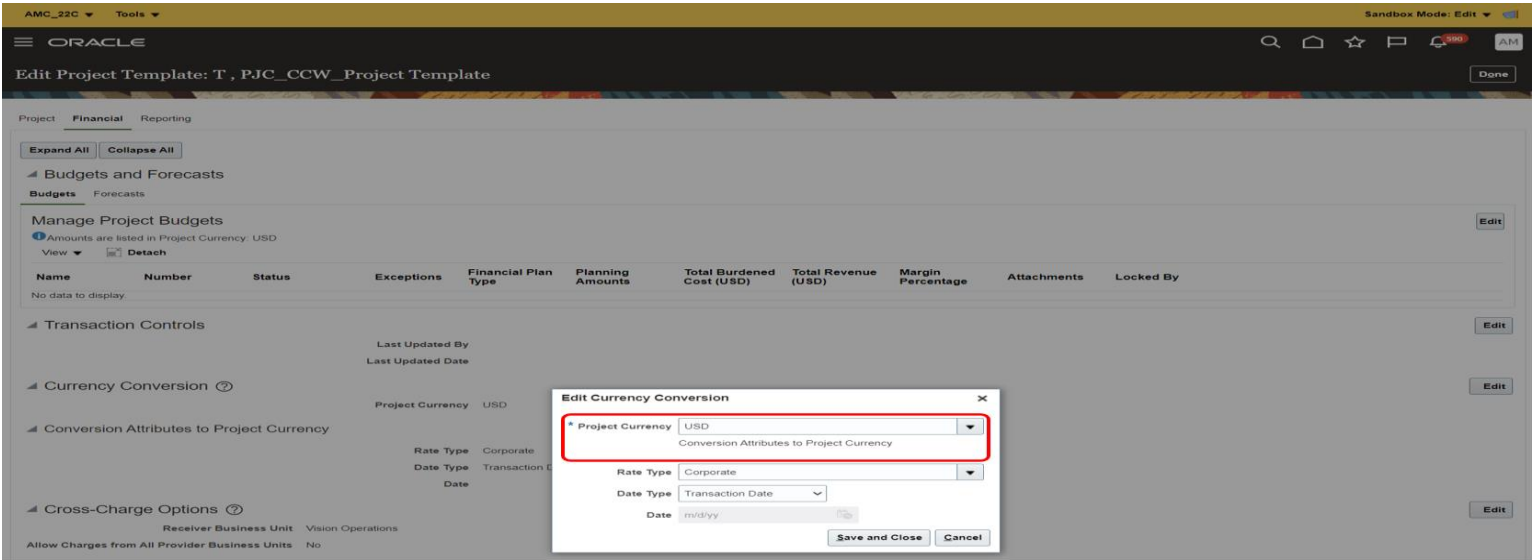 AMC_22C Tools Sandbox Mode: Edit
ORACLE 590 AM
Edit Project Template: T , PJC_CCW_Project Template Done
Project Financial Reporting
Expand All Collapse All
Budgets and Forecasts
Budgets Forecasts
Manage Project Budgets Edit
Amounts are listed in Project Currency: USD
View Detach
Name Number Status Exceptions Financial Plan Type Planning Amounts Total Burdened Cost (USD) Total Revenue (USD) Margin Percentage Attachments Locked By
No data to display.
Transaction Controls Edit
Last Updated By
Last Updated Date
Currency Conversion Edit
Project Currency USD
Conversion Attributes to Project Currency
Rate Type Corporate
Date Type Transaction D
Date
Cross-Charge Options Edit
Receiver Business Unit Vision Operations
Allow Charges from All Provider Business Units No
Edit Currency Conversion
* Project Currency USD
Conversion Attributes to Project Currency
Rate Type Corporate
Date Type Transaction Date
Date m/d/yy
Save and Close Cancel